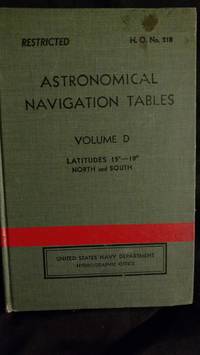 RESTRICTED
H. O. No. 218
ASTRONOMICAL
NAVIGATION TABLES
VOLUME D
LATITUDES 15°—19°
NORTH and SOUTH
UNITED STATES NAVY DEPARTMENT
HYDROGRAPHIC OFFICE